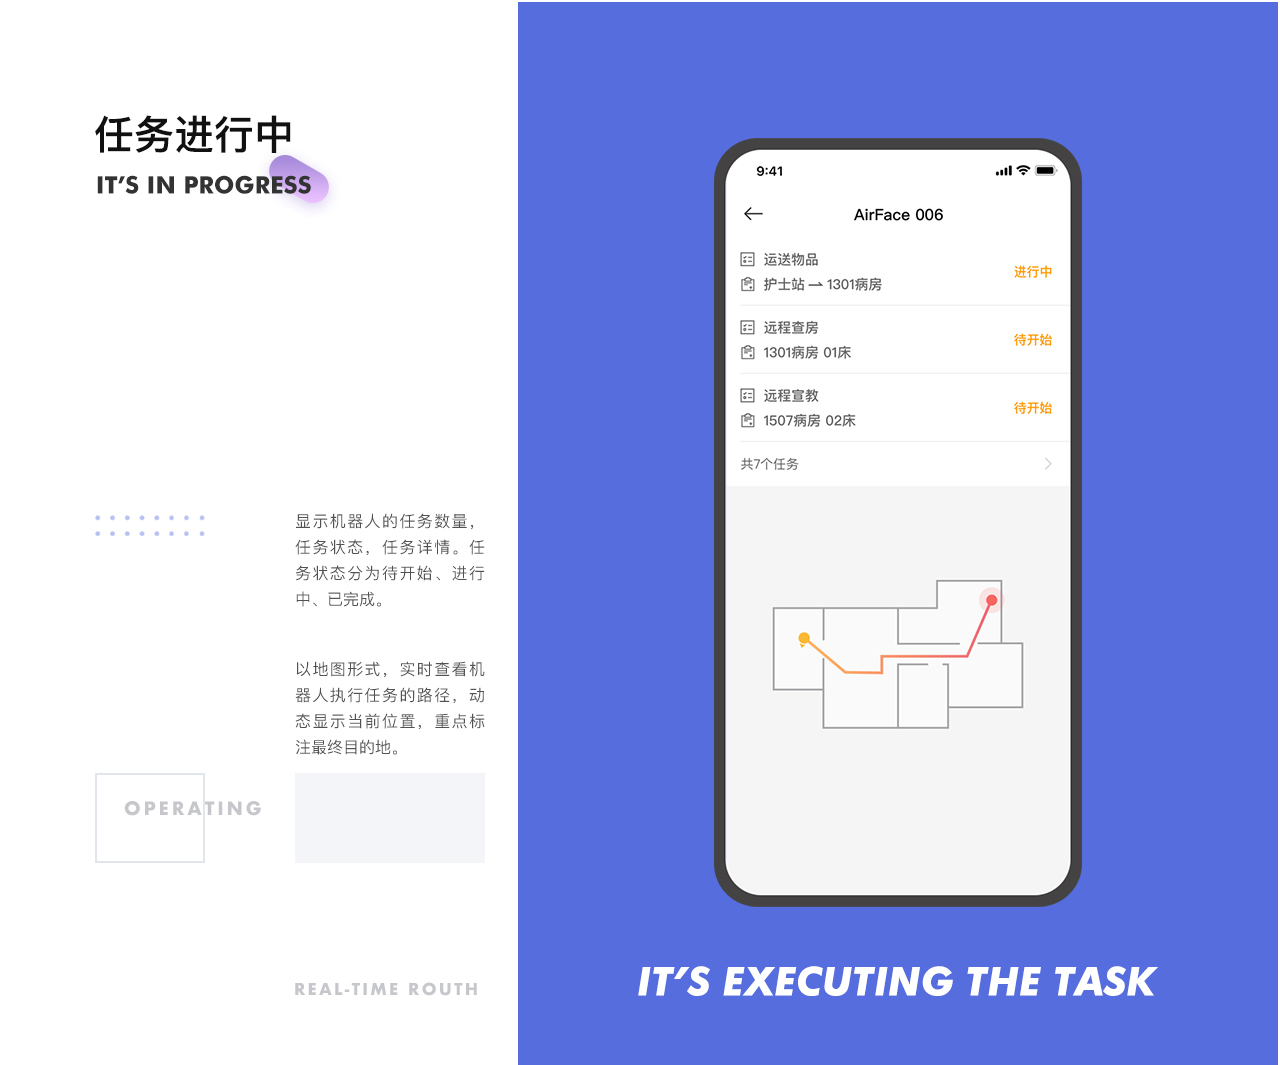 任务进行中
IT’S IN PROGRESS
显示机器人的任务数量，
任务状态，任务详情。任
务状态分为待开始、进行
中、已完成。
以地图形式，实时查看机
器人执行任务的路径，动
态显示当前位置，重点标
注最终目的地。
OPERATING
REAL-TIME ROUTH
9:41
AirFace 006
运送物品
护士站 → 1301病房
进行中
远程查房
1301病房 01床
待开始
远程宣教
1507病房 02床
待开始
共7个任务
IT’S EXECUTING THE TASK